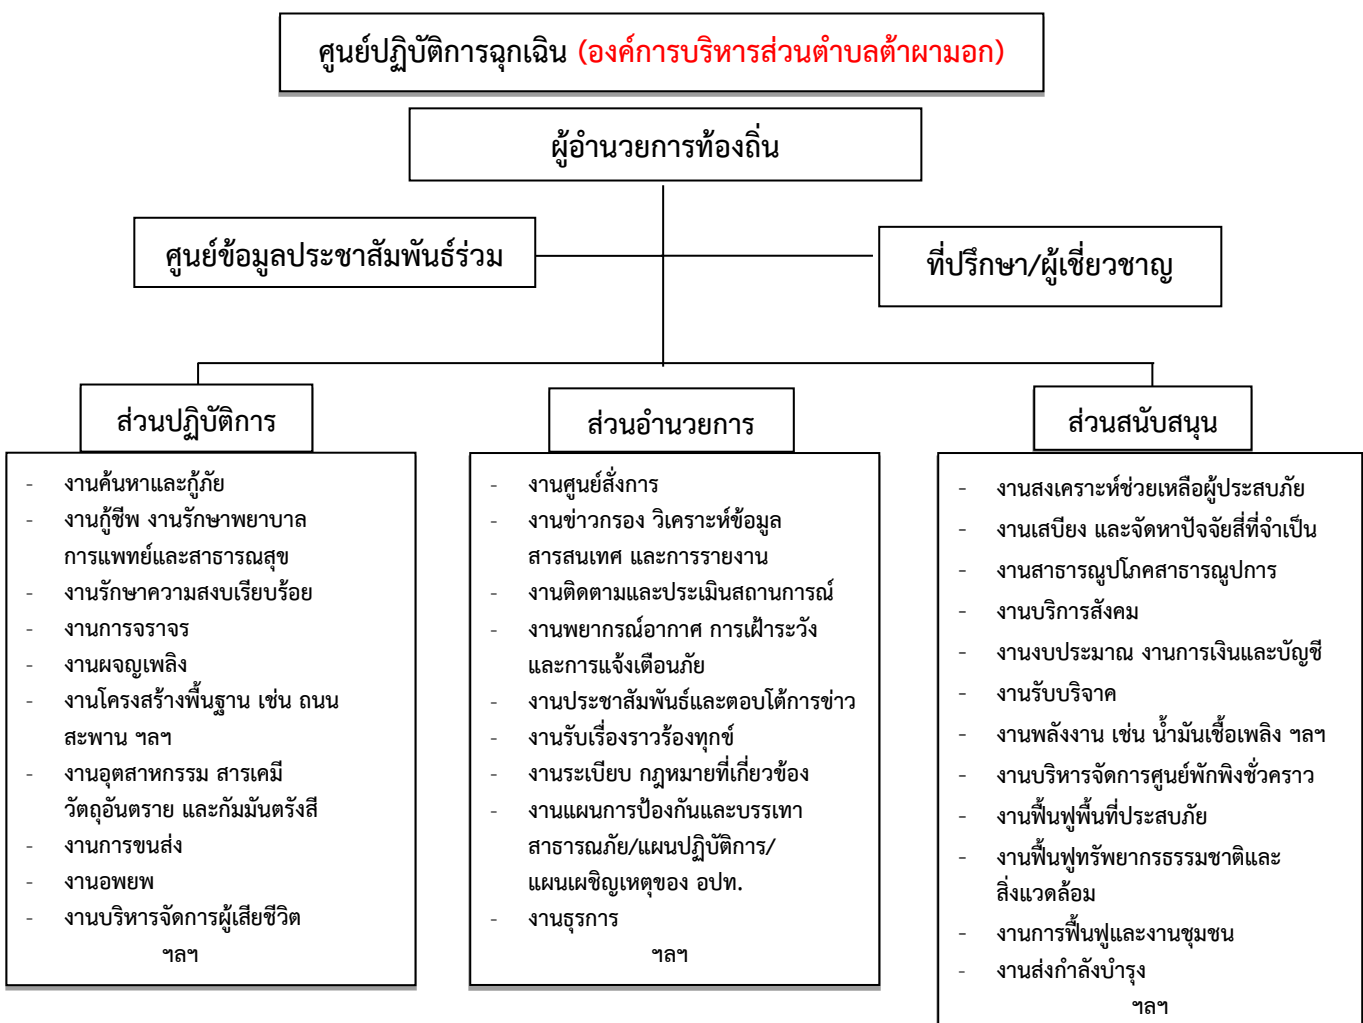 ศูนย์ปฏิบัติการฉุกเฉิน (องค์การบริหารส่วนตำบลต้าผามอก)
ผู้อำนวยการท้องถิ่น
ศูนย์ข้อมูลประชาสัมพันธ์ร่วม
ที่ปรึกษา/ผู้เชี่ยวชาญ
ส่วนปฏิบัติการ
- งานค้นหาและกู้ภัย
- งานกู้ชีพ งานรักษาพยาบาล
การแพทย์และสาธารณสุข
- งานรักษาความสงบเรียบร้อย
- งานการจราจร
- งานผจญเพลิง
- งานโครงสร้างพื้นฐาน เช่น ถนน
สะพาน ฯลฯ
- งานอุตสาหกรรม สารเคมี
วัตถุอันตราย และกัมมันตรังสี
- งานการขนส่ง
- งานอพยพ
- งานบริหารจัดการผู้เสียชีวิต
ฯลฯ
ส่วนอำนวยการ
- งานศูนย์สั่งการ
- งานข่าวกรอง วิเคราะห์ข้อมูล
สารสนเทศ และการรายงาน
- งานติดตามและประเมินสถานการณ์
- งานพยากรณ์อากาศ การเฝ้าระวัง
และการแจ้งเตือนภัย
- งานประชาสัมพันธ์และตอบโต้การข่าว
- งานรับเรื่องราวร้องทุกข์
- งานระเบียบ กฎหมายที่เกี่ยวข้อง
- งานแผนการป้องกันและบรรเทา
สาธารณภัย/แผนปฏิบัติการ/
แผนเผชิญเหตุของ อปท.
- งานธุรการ
ฯลฯ
ส่วนสนับสนุน
- งานสงเคราะห์ช่วยเหลือผู้ประสบภัย
- งานเสบียง และจัดหาปัจจัยสี่ที่จำเป็น
- งานสาธารณูปโภคสาธารณูปการ
- งานบริการสังคม
- งานงบประมาณ งานการเงินและบัญชี
- งานรับบริจาค
- งานพลังงาน เช่น น้ำมันเชื้อเพลิง ฯลฯ
- งานบริหารจัดการศูนย์พักพิงชั่วคราว
- งานฟื้นฟูพื้นที่ประสบภัย
- งานฟื้นฟูทรัพยากรธรรมชาติและ
สิ่งแวดล้อม
- งานการฟื้นฟูและงานชุมชน
- งานส่งกำลังบำรุง
ฯลฯ